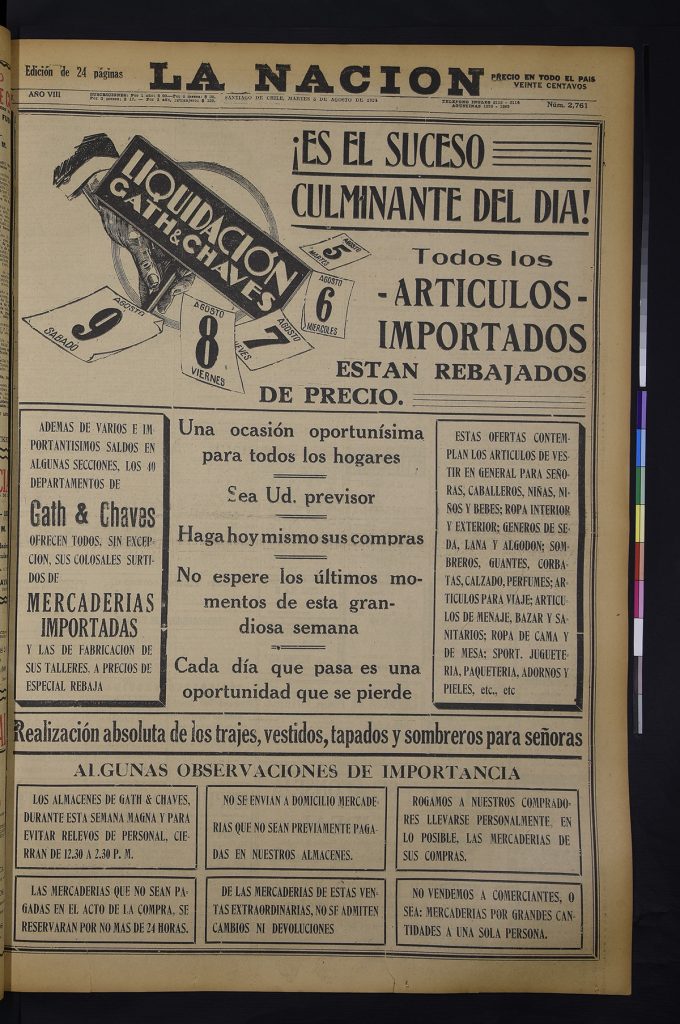 Edición de 24 páginas
LA NACION
PRECIO EN TODO EL PAIS
VEINTE CENTAVOS
AÑO VIII
SANTIAGO DE CHILE, MARTES 5 DE AGOSTO DE 1924
Núm. 2,761
LIQUIDACIÓN
GATH & CHAVES
5 AGOSTO
MARTES
AGOSTO
6
MIERCOLES
AGOSTO
7
JUEVES
AGOSTO
8
VIERNES
AGOSTO
9
SABADO
¡ES EL SUCESO
CULMINANTE DEL DIA!
Todos los
- ARTICULOS -
IMPORTADOS
ESTAN REBAJADOS
DE PRECIO.
ADEMAS DE VARIOS E IM-
PORTANTISIMOS SALDOS EN
ALGUNAS SECCIONES, LOS 40
DEPARTAMENTOS DE
Gath & Chaves
OFRECEN TODOS, SIN EXCEP-
CION, SUS COLOSALES SURTI-
DOS DE
MERCADERIAS
IMPORTADAS
Y LAS DE FABRICACION DE
SUS TALLERES, A PRECIOS DE
ESPECIAL REBAJA
Una ocasión oportunísima
para todos los hogares
Sea Ud. previsor
Haga hoy mismo sus compras
No espere los últimos mo-
mentos de esta gran-
diosa semana
Cada día que pasa es una
oportunidad que se pierde
ESTAS OFERTAS CONTEM-
PLAN LOS ARTICULOS DE VES-
TIR EN GENERAL PARA SEÑO-
RAS, CABALLEROS, NIÑAS, NI-
ÑOS Y BEBES; ROPA INTERIOR
Y EXTERIOR; GENEROS DE SE-
DA, LANA Y ALGODON; SOM-
BREROS, GUANTES, CORBA-
TAS, CALZADO, PERFUMES; AR-
TICULOS PARA VIAJE; ARTICU-
LOS DE MENAJE, BAZAR Y SA-
NITARIOS; ROPA DE CAMA Y
DE MESA; SPORT. JUGUETE-
RIA, PAQUETERIA, ADORNOS Y
PIELES, etc., etc
Realización absoluta de los trajes, vestidos, tapados y sombreros para señoras
ALGUNAS OBSERVACIONES DE IMPORTANCIA
LOS ALMACENES DE GATH & CHAVES,
DURANTE ESTA SEMANA MAGNA Y PARA
EVITAR RELEVOS DE PERSONAL, CIE-
RRAN DE 12.30 A 2.30 P. M.
NO SE ENVIAN A DOMICILIO MERCADE-
RIAS QUE NO SEAN PREVIAMENTE PAGA-
DAS EN NUESTROS ALMACENES.
ROGAMOS A NUESTROS COMPRADO-
RES LLEVARSE PERSONALMENTE, EN
LO POSIBLE, LAS MERCADERIAS DE
SUS COMPRAS.
LAS MERCADERIAS QUE NO SEAN PA-
GADAS EN EL ACTO DE LA COMPRA, SE
RESERVARAN POR NO MAS DE 24 HORAS.
DE LAS MERCADERIAS DE ESTAS VEN-
TAS EXTRAORDINARIAS, NO SE ADMITEN
CAMBIOS NI DEVOLUCIONES
NO VENDEMOS A COMERCIANTES, O
SEA: MERCADERIAS POR GRANDES CAN-
TIDADES A UNA SOLA PERSONA.